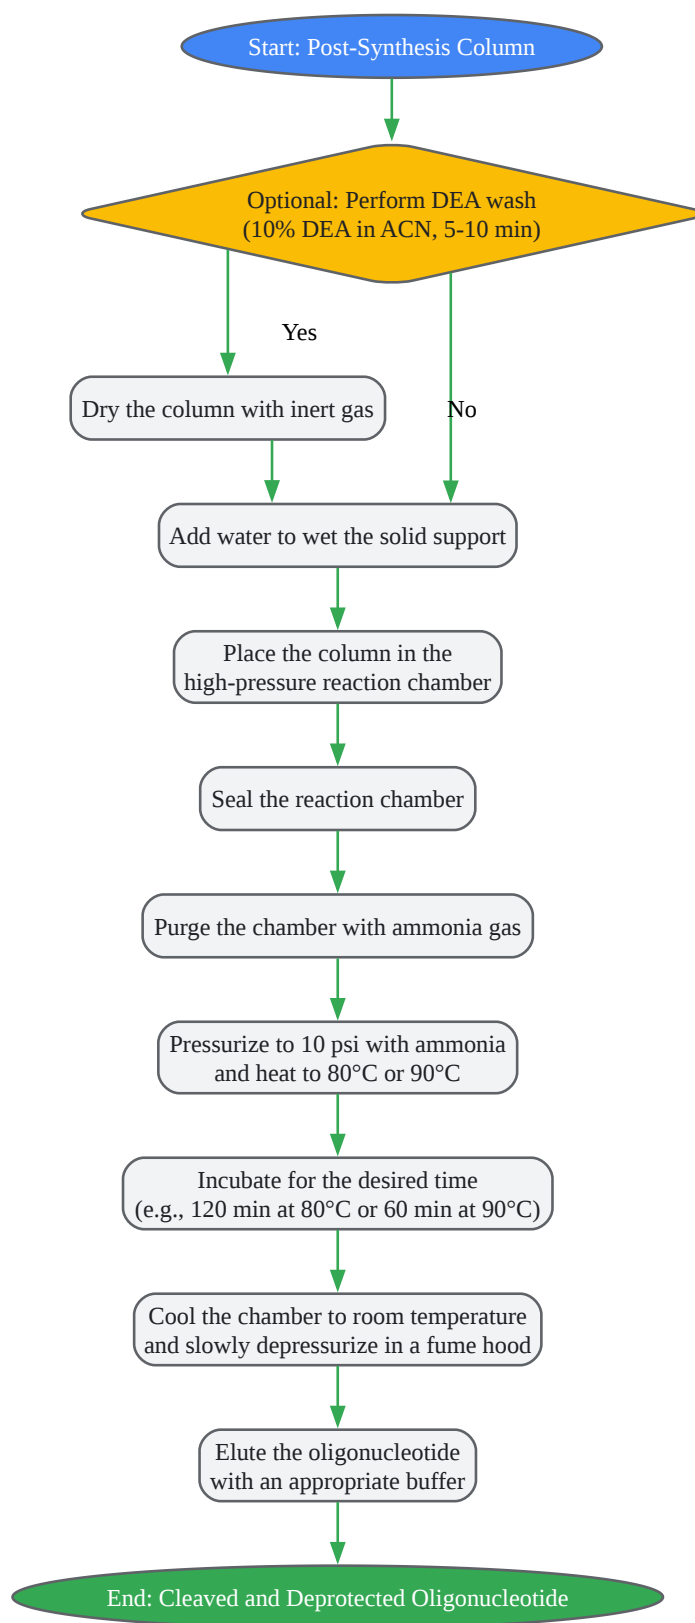 Start: Post-Synthesis Column
Optional: Perform DEA wash
(10% DEA in ACN, 5-10 min)
Yes
Dry the column with inert gas
No
Add water to wet the solid support
Place the column in the
high-pressure reaction chamber
Seal the reaction chamber
Purge the chamber with ammonia gas
Pressurize to 10 psi with ammonia
and heat to 80°C or 90°C
Incubate for the desired time
(e.g., 120 min at 80°C or 60 min at 90°C)
Cool the chamber to room temperature
and slowly depressurize in a fume hood
Elute the oligonucleotide
with an appropriate buffer
End: Cleaved and Deprotected Oligonucleotide